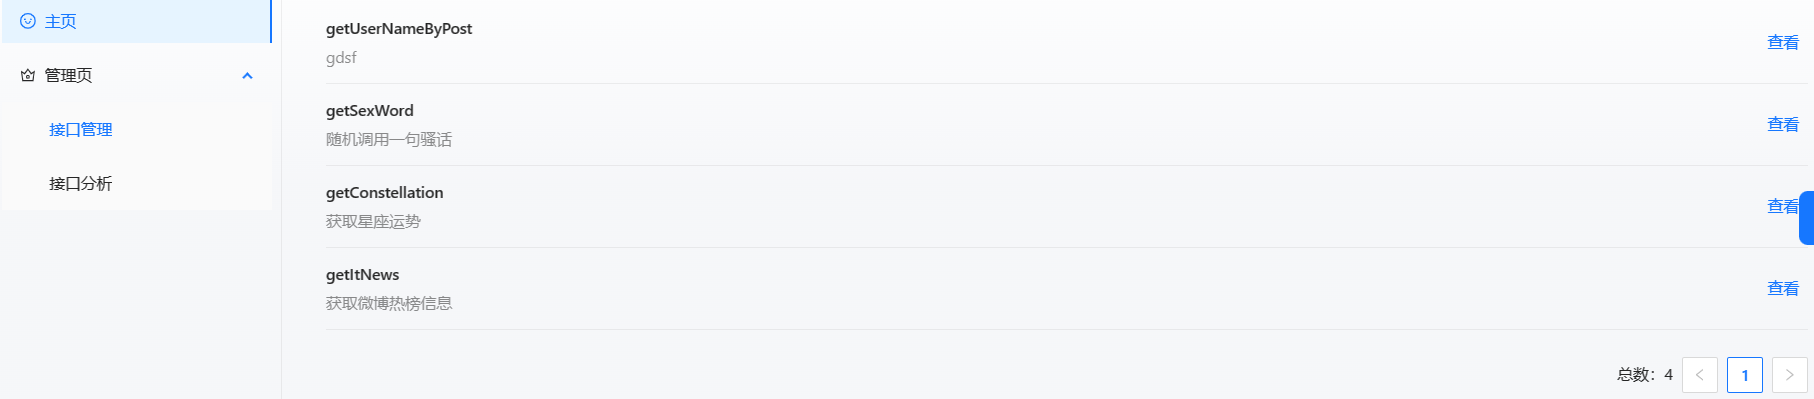 主页
管理页
接口管理
接口分析
getUserNameByPost
gdsf
查看
getSexWord
随机调用一句骚话
查看
getConstellation
获取星座运势
查看
getItNews
获取微博热榜信息
查看
总数：4
1